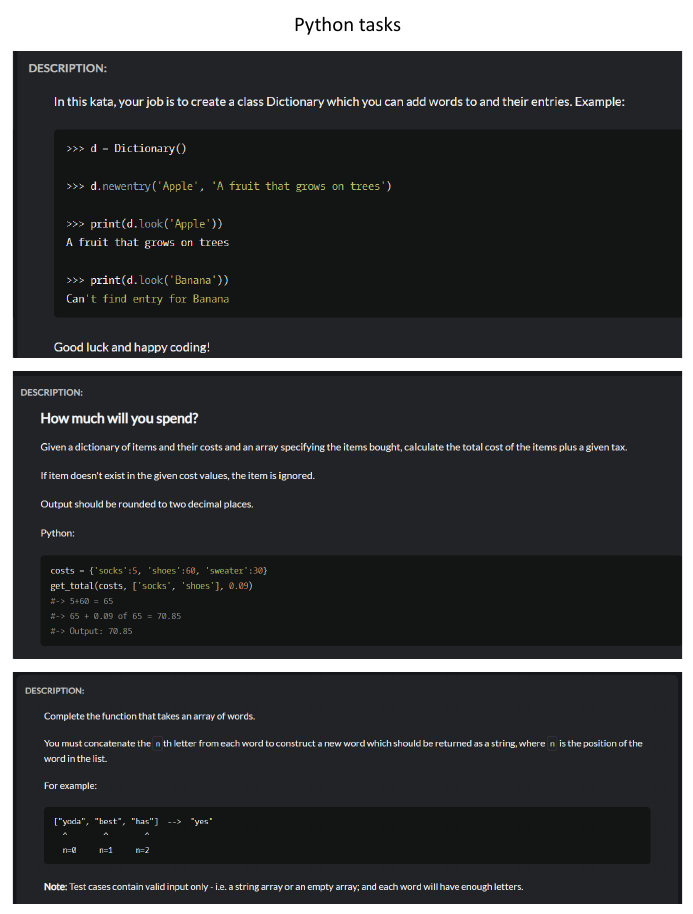 Python tasks
DESCRIPTION:
In this kata, your job is to create a class Dictionary which you can add words to and their entries. Example:
>>> d = Dictionary()
>>> d.newentry('Apple', 'A fruit that grows on trees')
>>> print(d.look('Apple'))
A fruit that grows on trees
>>> print(d.look('Banana'))
Can't find entry for Banana
Good luck and happy coding!
DESCRIPTION:
How much will you spend?
Given a dictionary of items and their costs and an array specifying the items bought, calculate the total cost of the items plus a given tax.
If item doesn't exist in the given cost values, the item is ignored.
Output should be rounded to two decimal places.
Python:
costs = {'socks':5, 'shoes':60, 'sweater':30}
get_total(costs, ['socks', 'shoes'], 0.09)
#-> 5+60 = 65
#-> 65 + 0.09 of 65 = 70.85
#-> Output: 70.85
DESCRIPTION:
Complete the function that takes an array of words.
You must concatenate the n th letter from each word to construct a new word which should be returned as a string, where n is the position of the
word in the list.
For example:
["yoda", "best", "has"] --> "yes"
^ ^ ^
n=0 n=1 n=2
Note: Test cases contain valid input only - i.e. a string array or an empty array; and each word will have enough letters.